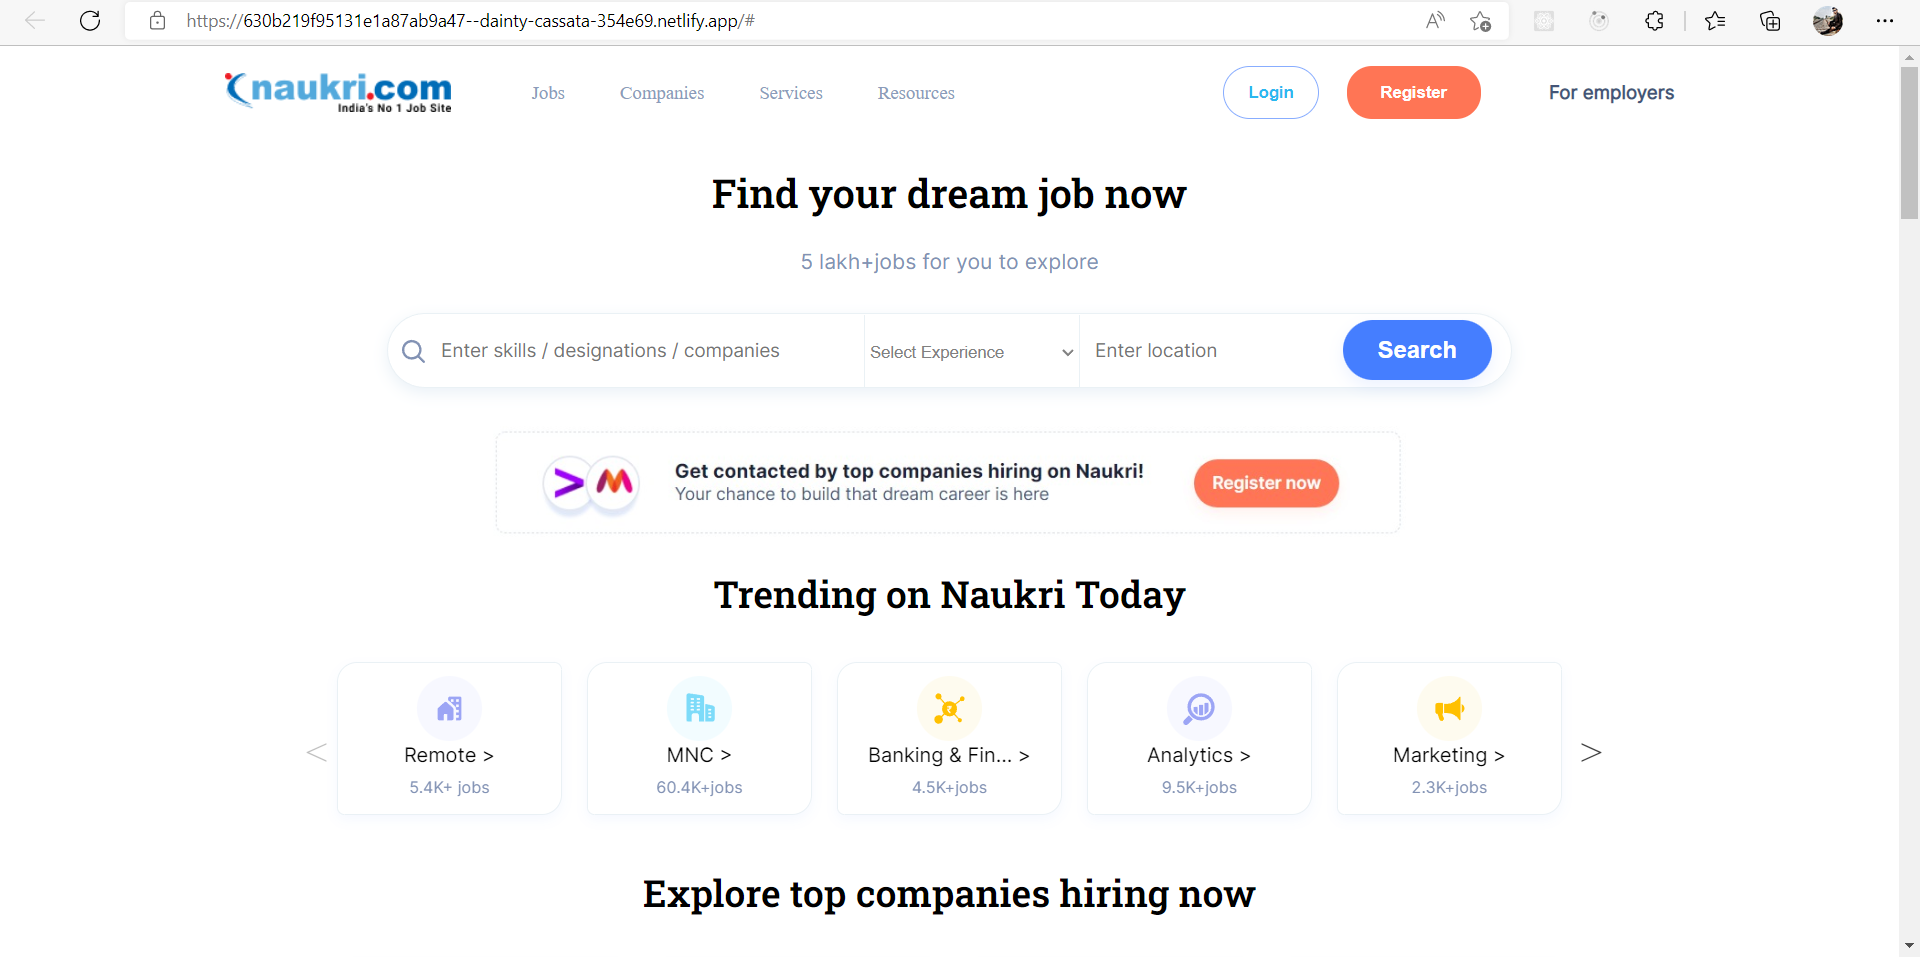 https://630b219f95131e1a87ab9a47--dainty-cassata-354e69.netlify.app/#
naukri.com
India's No 1 Job Site
Jobs Companies Services Resources
Login Register For employers
Find your dream job now
5 lakh+jobs for you to explore
Enter skills / designations / companies Select Experience Enter location Search
Get contacted by top companies hiring on Naukri!
Your chance to build that dream career is here
Register now
Trending on Naukri Today
< Remote > MNC > Banking & Fin... > Analytics > Marketing > >
5.4K+ jobs 60.4K+jobs 4.5K+jobs 9.5K+jobs 2.3K+jobs
Explore top companies hiring now